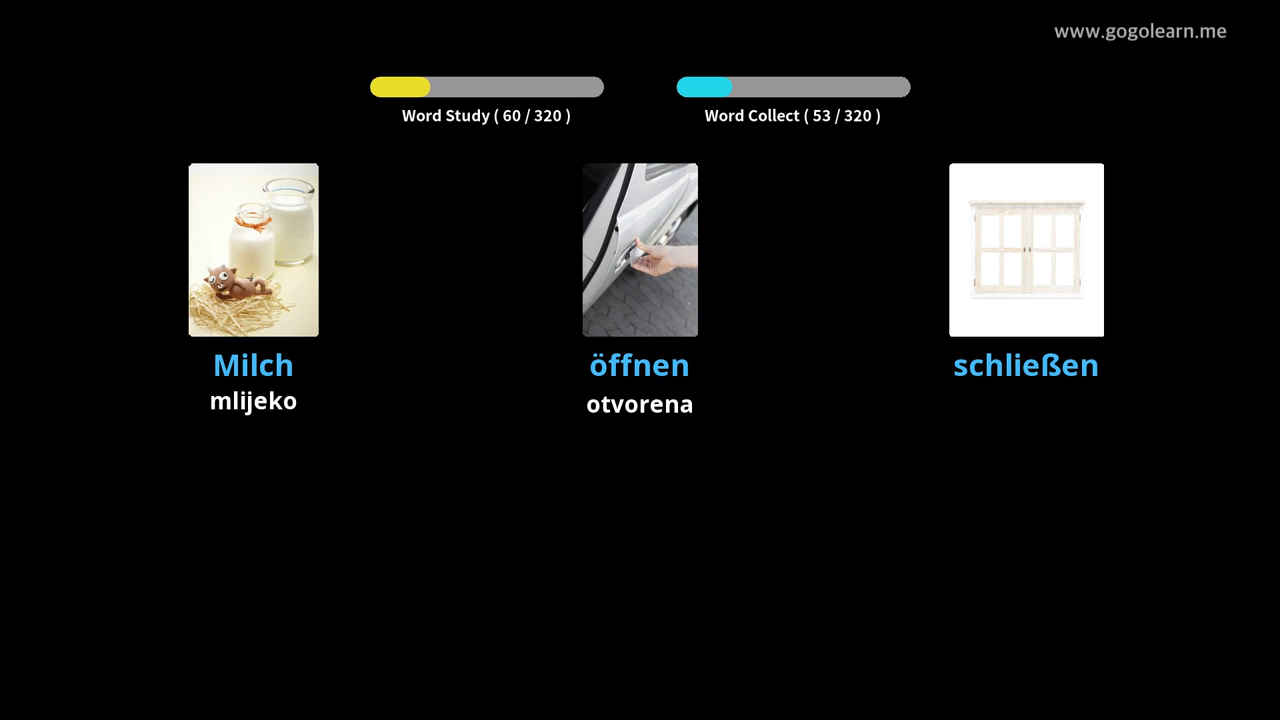 www.gogolearn.me
Word Study ( 60 / 320 )
Word Collect ( 53 / 320 )
Milch
mlijeko
öffnen
otvorena
schließen